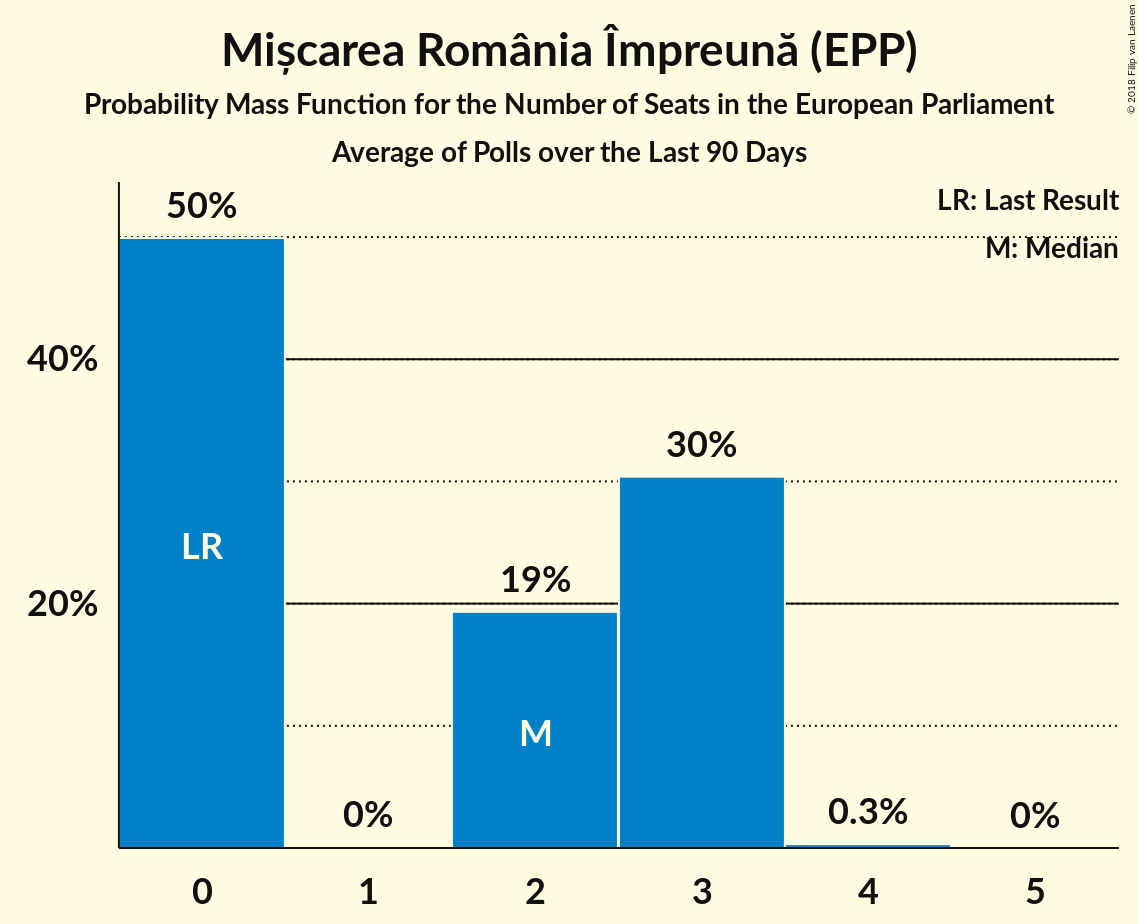 Mișcarea România Împreună (EPP)
Probability Mass Function for the Number of Seats in the European Parliament
Average of Polls over the Last 90 Days
© 2018 Filip van Laenen
LR: Last Result
M: Median
50%
40%
30%
20%
19%
LR
M
0%
0.3%
0%
0 1 2 3 4 5